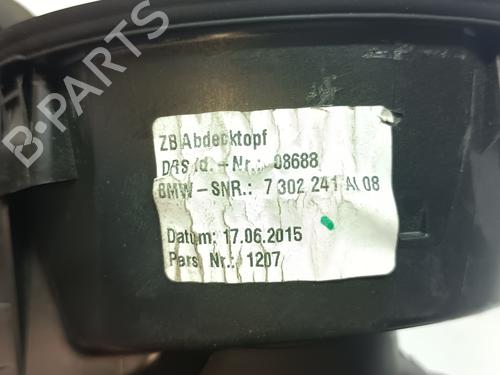 B-PARTS
ZB Abdecktopf
DRS Id. - Nr.: 08688
BMW-SNR.: 7 302 241 AI 08
Datum: 17.06.2015
Pers. Nr.: 1207